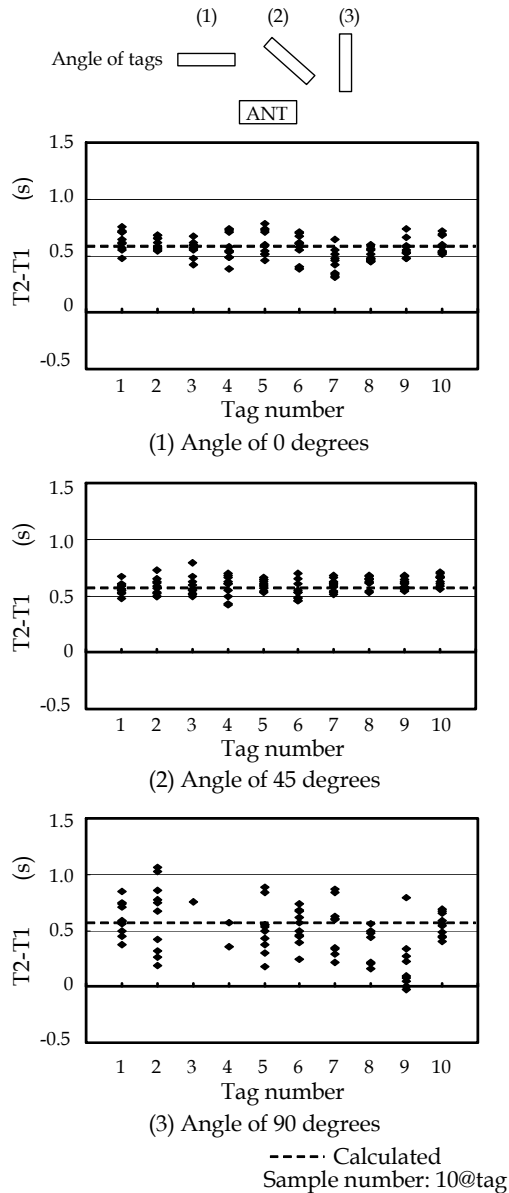 (1) (2) (3)
Angle of tags
ANT
1.5
1.0
0.5
0
-0.5
T2-T1 (s)
1 2 3 4 5 6 7 8 9 10
Tag number
(1) Angle of 0 degrees
1.5
1.0
0.5
0
-0.5
T2-T1 (s)
1 2 3 4 5 6 7 8 9 10
Tag number
(2) Angle of 45 degrees
1.5
1.0
0.5
0
-0.5
T2-T1 (s)
1 2 3 4 5 6 7 8 9 10
Tag number
(3) Angle of 90 degrees
Calculated
Sample number: 10@tag